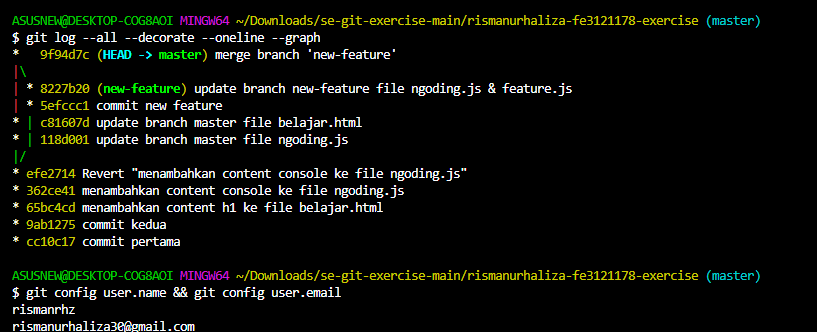 ASUSNEW@DESKTOP-COG8AOI MINGW64 ~/Downloads/se-git-exercise-main/rismanurhaliza-fe3121178-exercise (master)
$ git log --all --decorate --oneline --graph
*   9f94d7c (HEAD -> master) merge branch 'new-feature'
|\
| * 8227b20 (new-feature) update branch new-feature file ngoding.js & feature.js
| * 5efccc1 commit new feature
* | c81607d update branch master file belajar.html
* | 118d001 update branch master file ngoding.js
|/
* efe2714 Revert "menambahkan content console ke file ngoding.js"
* 362ce41 menambahkan content console ke file ngoding.js
* 65bc4cd menambahkan content h1 ke file belajar.html
* 9ab1275 commit kedua
* cc10c17 commit pertama
ASUSNEW@DESKTOP-COG8AOI MINGW64 ~/Downloads/se-git-exercise-main/rismanurhaliza-fe3121178-exercise (master)
$ git config user.name && git config user.email
rismanrhz
rismanurhaliza30@gmail.com